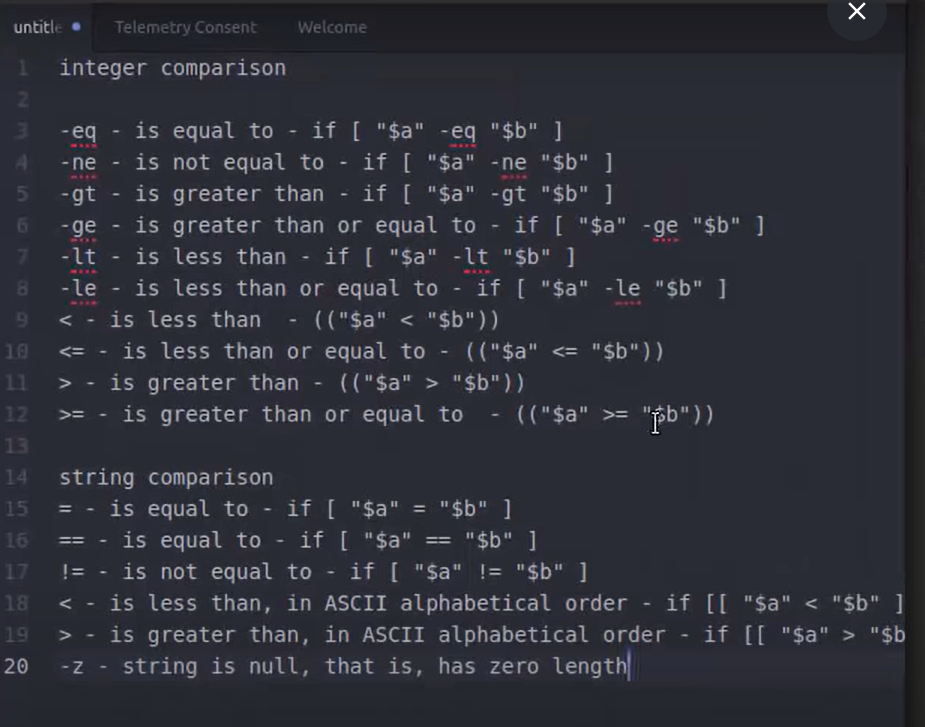 untitle
Telemetry Consent
Welcome
1 integer comparison
2
3 -eq - is equal to - if [ "$a" -eq "$b" ]
4 -ne - is not equal to - if [ "$a" -ne "$b" ]
5 -gt - is greater than - if [ "$a" -gt "$b" ]
6 -ge - is greater than or equal to - if [ "$a" -ge "$b" ]
7 -lt - is less than - if [ "$a" -lt "$b" ]
8 -le - is less than or equal to - if [ "$a" -le "$b" ]
9 < - is less than  - (("$a" < "$b"))
10 <= - is less than or equal to - (("$a" <= "$b"))
11 > - is greater than - (("$a" > "$b"))
12 >= - is greater than or equal to  - (("$a" >= "$b"))
13
14 string comparison
15 = - is equal to - if [ "$a" = "$b" ]
16 == - is equal to - if [ "$a" == "$b" ]
17 != - is not equal to - if [ "$a" != "$b" ]
18 < - is less than, in ASCII alphabetical order - if [[ "$a" < "$b" ]
19 > - is greater than, in ASCII alphabetical order - if [[ "$a" > "$b
20 -z - string is null, that is, has zero length